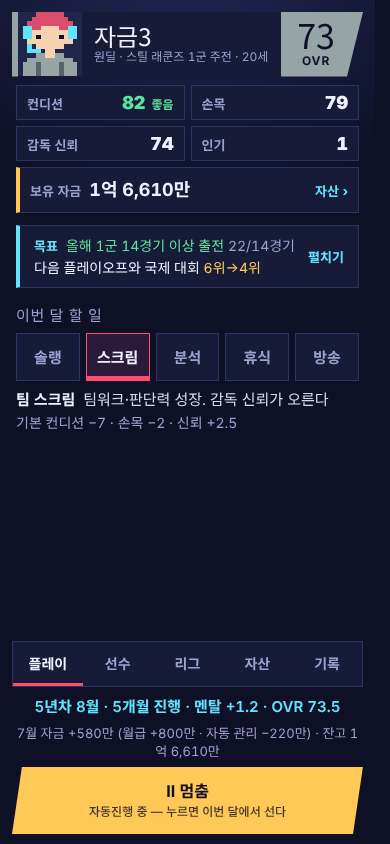 자금3
원딜 · 스틸 래쿤즈 1군 주전 · 20세
73
OVR
컨디션 82 좋음
손목 79
감독 신뢰 74
인기 1
보유 자금 1억 6,610만 자산 ›
목표 올해 1군 14경기 이상 출전 22/14경기
다음 플레이오프와 국제 대회 6위→4위
펼치기
이번 달 할 일
솔랭 스크림 분석 휴식 방송
팀 스크림 팀워크·판단력 성장. 감독 신뢰가 오른다
기본 컨디션 −7 · 손목 −2 · 신뢰 +2.5
플레이 선수 리그 자산 기록
5년차 8월 · 5개월 진행 · 멘탈 +1.2 · OVR 73.5
7월 자금 +580만 (월급 +800만 · 자동 관리 −220만) · 잔고 1
억 6,610만
II 멈춤
자동진행 중 — 누르면 이번 달에서 선다